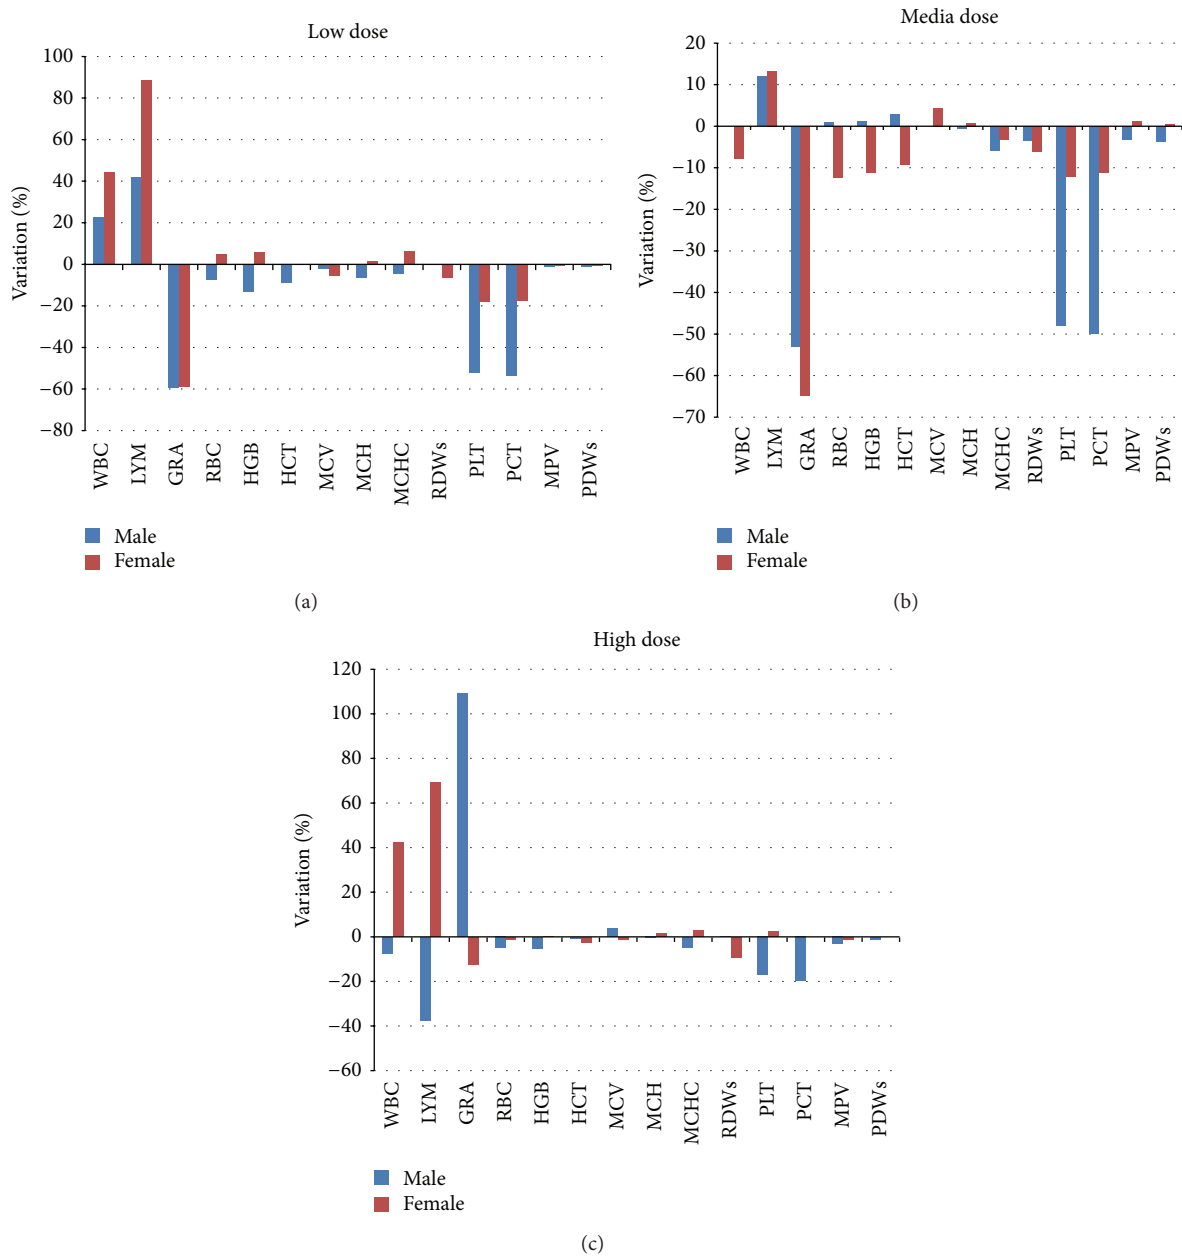 Low dose
Variation (%)
100
80
60
40
20
0
−20
−40
−60
−80
WBC
LYM
GRA
RBC
HGB
HCT
MCV
MCH
MCHC
RDWs
PLT
PCT
MPV
PDWs
Male
Female
(a)
Media dose
Variation (%)
20
10
0
−10
−20
−30
−40
−50
−60
−70
WBC
LYM
GRA
RBC
HGB
HCT
MCV
MCH
MCHC
RDWs
PLT
PCT
MPV
PDWs
Male
Female
(b)
High dose
Variation (%)
120
100
80
60
40
20
0
−20
−40
−60
WBC
LYM
GRA
RBC
HGB
HCT
MCV
MCH
MCHC
RDWs
PLT
PCT
MPV
PDWs
Male
Female
(c)